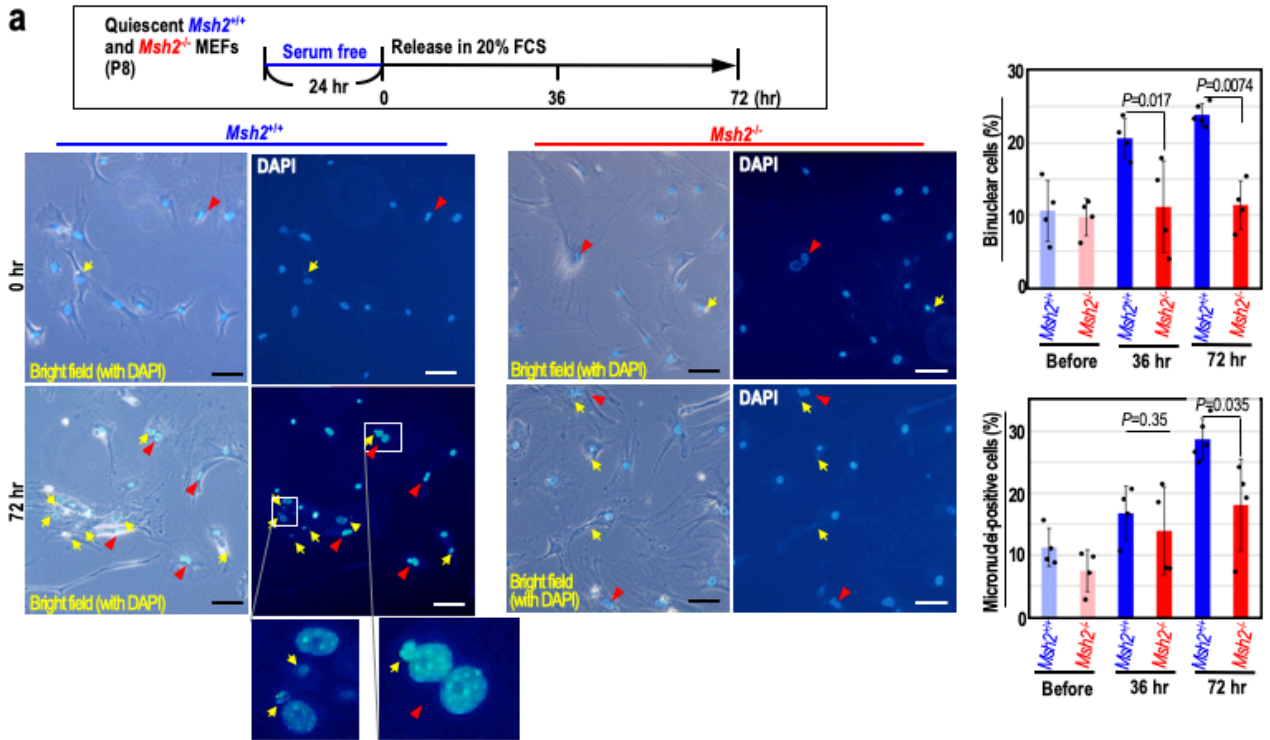 a
Quiescent Msh2+/+
and Msh2-/- MEFs
(P8)
Serum free
Release in 20% FCS
24 hr
0
36
72 (hr)
Msh2+/+
Msh2-/-
0 hr
DAPI
Bright field (with DAPI)
Bright field (with DAPI)
DAPI
72 hr
Bright field (with DAPI)
Bright field
(with DAPI)
DAPI
Binuclear cells (%)
30
20
10
0
P=0.017
P=0.0074
Msh2+/+
Msh2-/-
Msh2+/+
Msh2-/-
Msh2+/+
Msh2-/-
Before
36 hr
72 hr
Micronuclei-positive cells (%)
30
20
10
0
P=0.35
P=0.035
Msh2+/+
Msh2-/-
Msh2+/+
Msh2-/-
Msh2+/+
Msh2-/-
Before
36 hr
72 hr